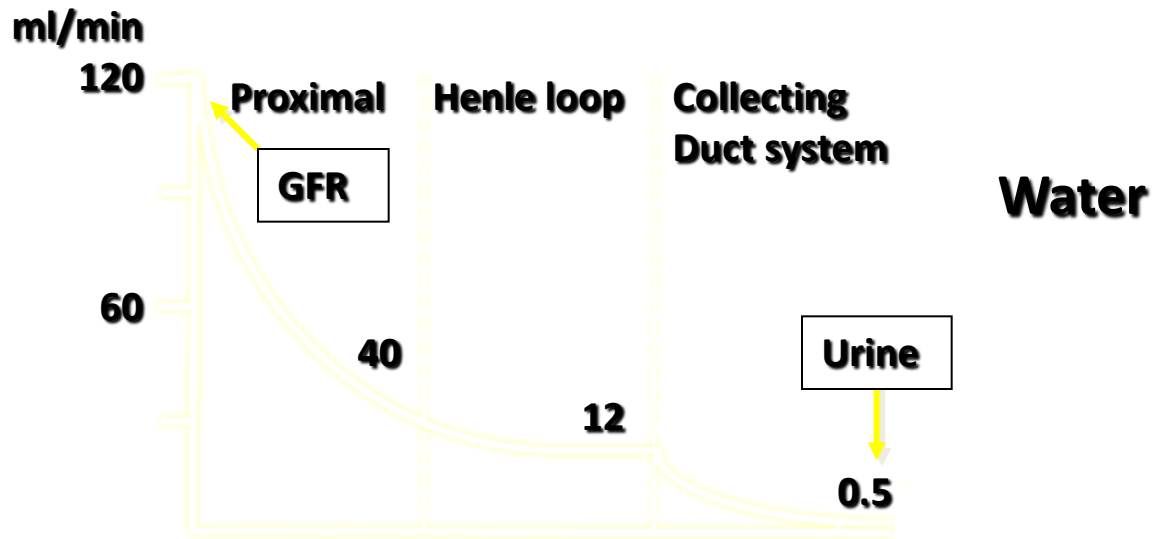 ml/min
120
Proximal
Henle loop
Collecting
Duct system
GFR
Water
60
40
Urine
12
0.5